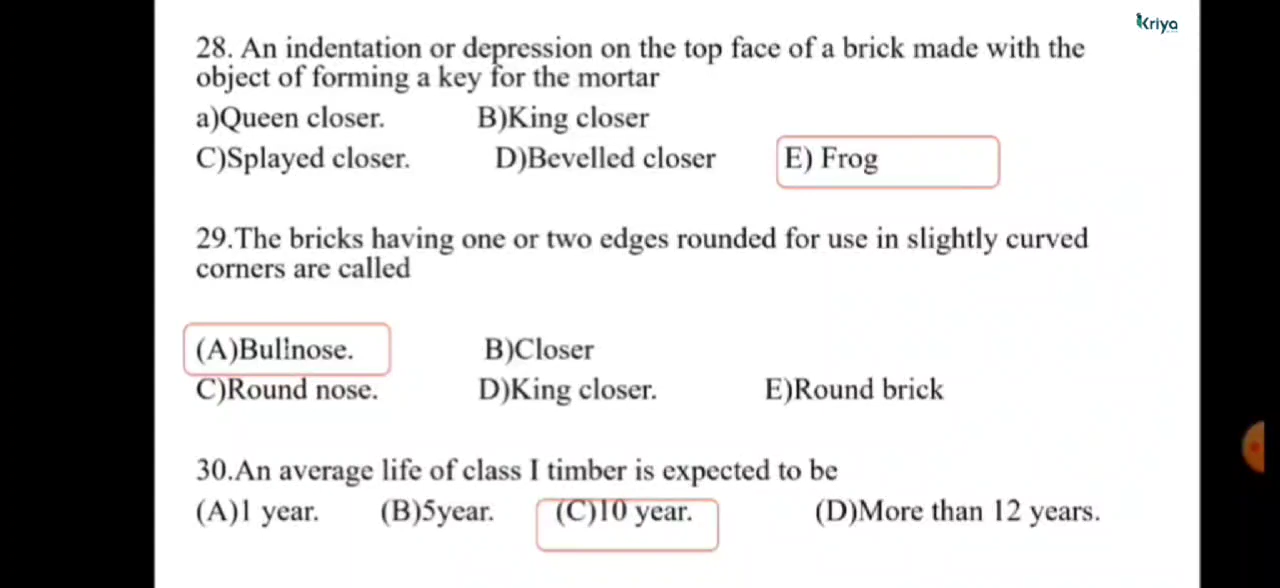 Kriya
28. An indentation or depression on the top face of a brick made with the
object of forming a key for the mortar
a)Queen closer. B)King closer
C)Splayed closer. D)Bevelled closer E) Frog
29.The bricks having one or two edges rounded for use in slightly curved
corners are called
(A)Bullnose. B)Closer
C)Round nose. D)King closer. E)Round brick
30.An average life of class I timber is expected to be
(A)1 year. (B)5year. (C)10 year. (D)More than 12 years.